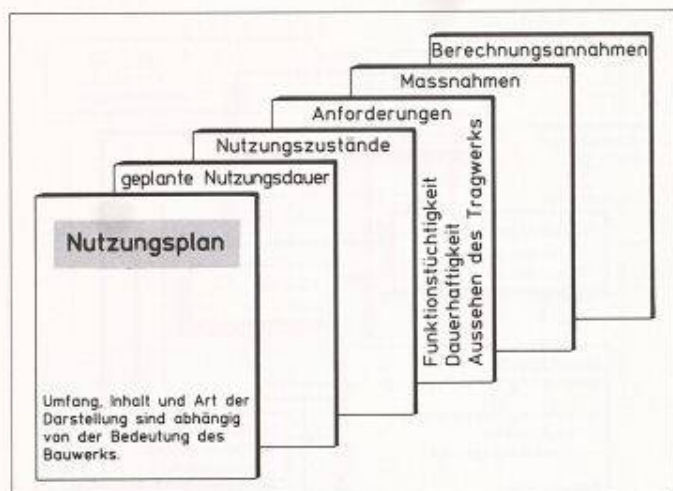 Berechnungsannahmen
Massnahmen
Anforderungen
Nutzungszustände
geplante Nutzungsdauer
Nutzungsplan
Funktionstüchtigkeit
Dauerhaftigkeit
Aussehen des Tragwerks
Umfang, Inhalt und Art der
Darstellung sind abhängig
von der Bedeutung des
Bauwerks.